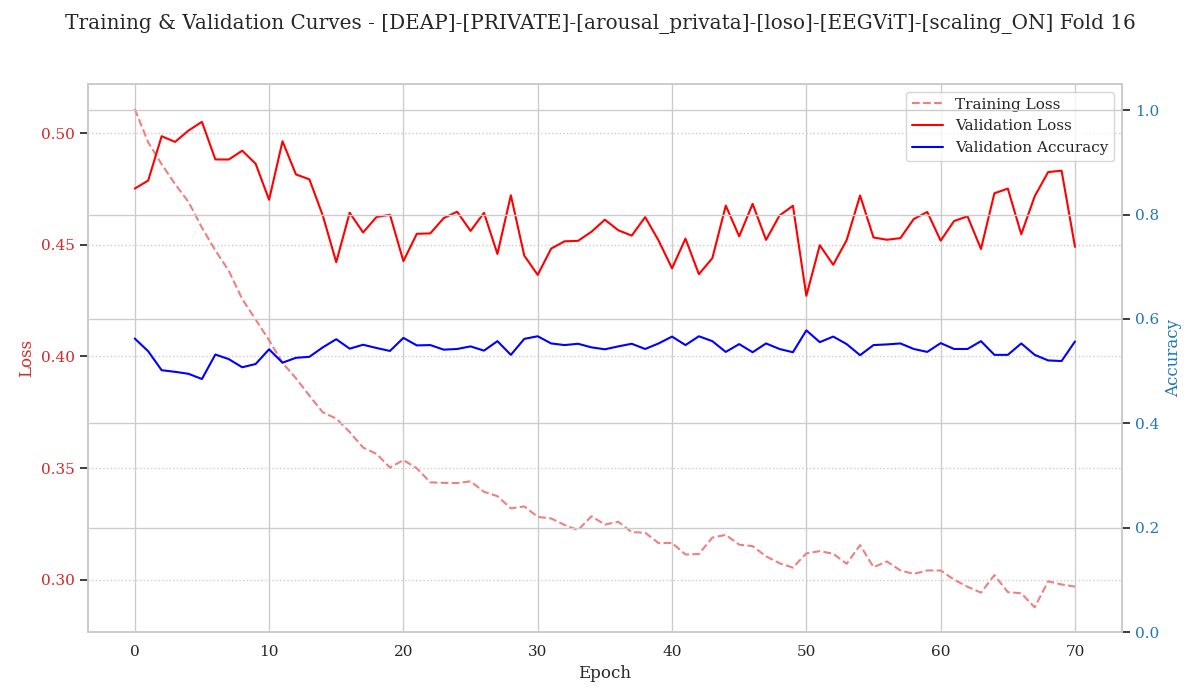 Training & Validation Curves - [DEAP]-[PRIVATE]-[arousal_privata]-[loso]-[EEGViT]-[scaling_ON] Fold 16
Training Loss
Validation Loss
Validation Accuracy
0.50
0.45
0.40
0.35
0.30
Loss
1.0
0.8
0.6
0.4
0.2
0.0
Accuracy
0 10 20 30 40 50 60 70
Epoch